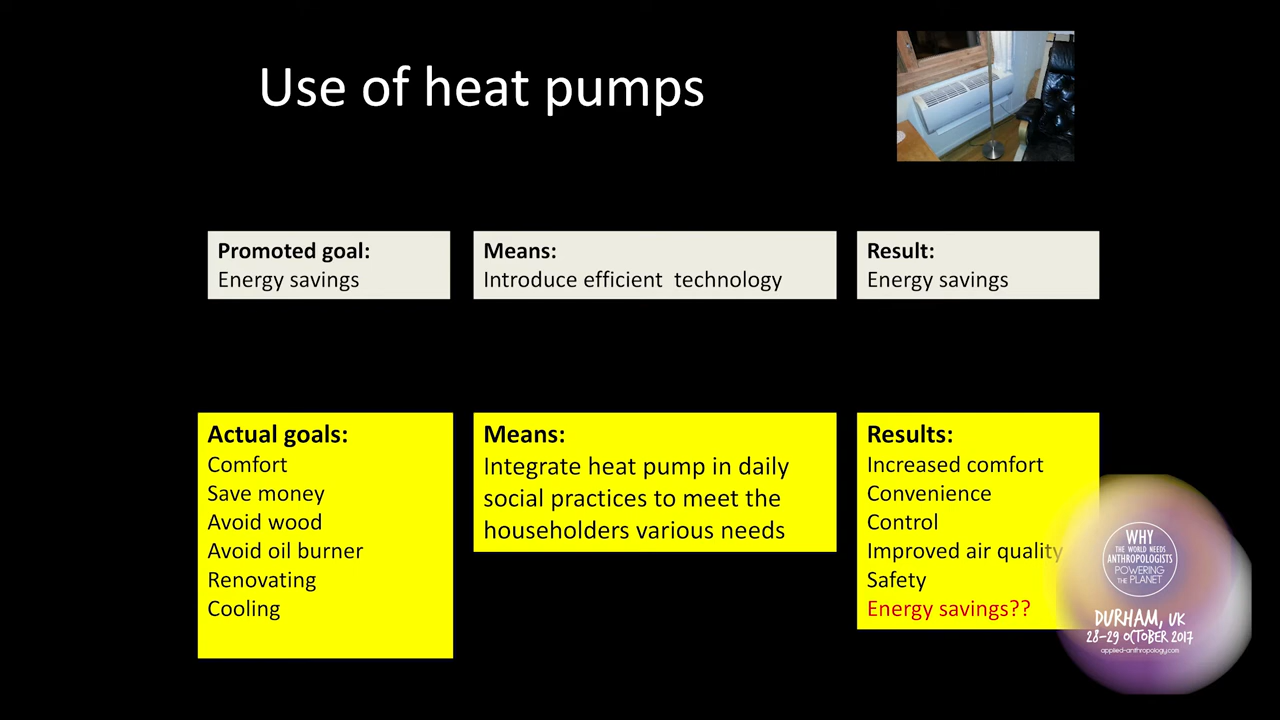 Use of heat pumps
Promoted goal:
Energy savings
Means:
Introduce efficient technology
Result:
Energy savings
Actual goals:
Comfort
Save money
Avoid wood
Avoid oil burner
Renovating
Cooling
Means:
Integrate heat pump in daily
social practices to meet the
householders various needs
Results:
Increased comfort
Convenience
Control
Improved air quality
Safety
Energy savings??
WHY
THE WORLD NEEDS
ANTHROPOLOGISTS
POWERING
THE PLANET
DURHAM, UK
28-29 OCTOBER 2017
applied-anthropology.com